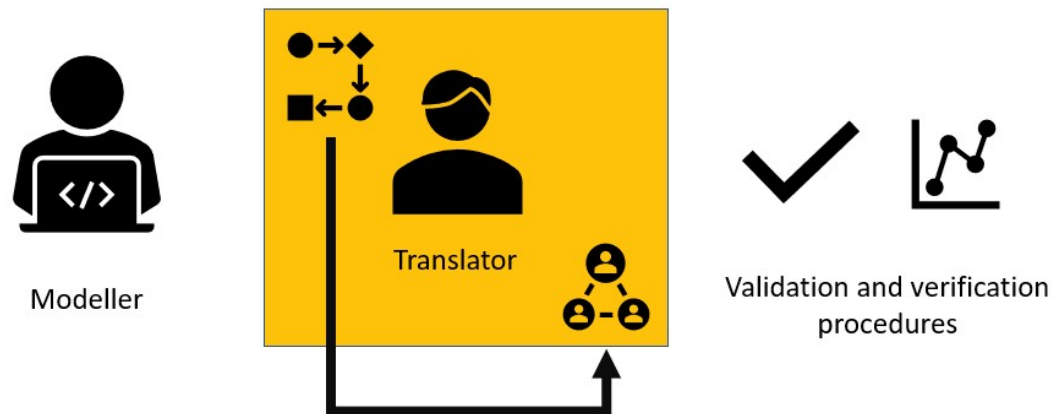 </>
Modeller
Translator
Validation and verification
procedures